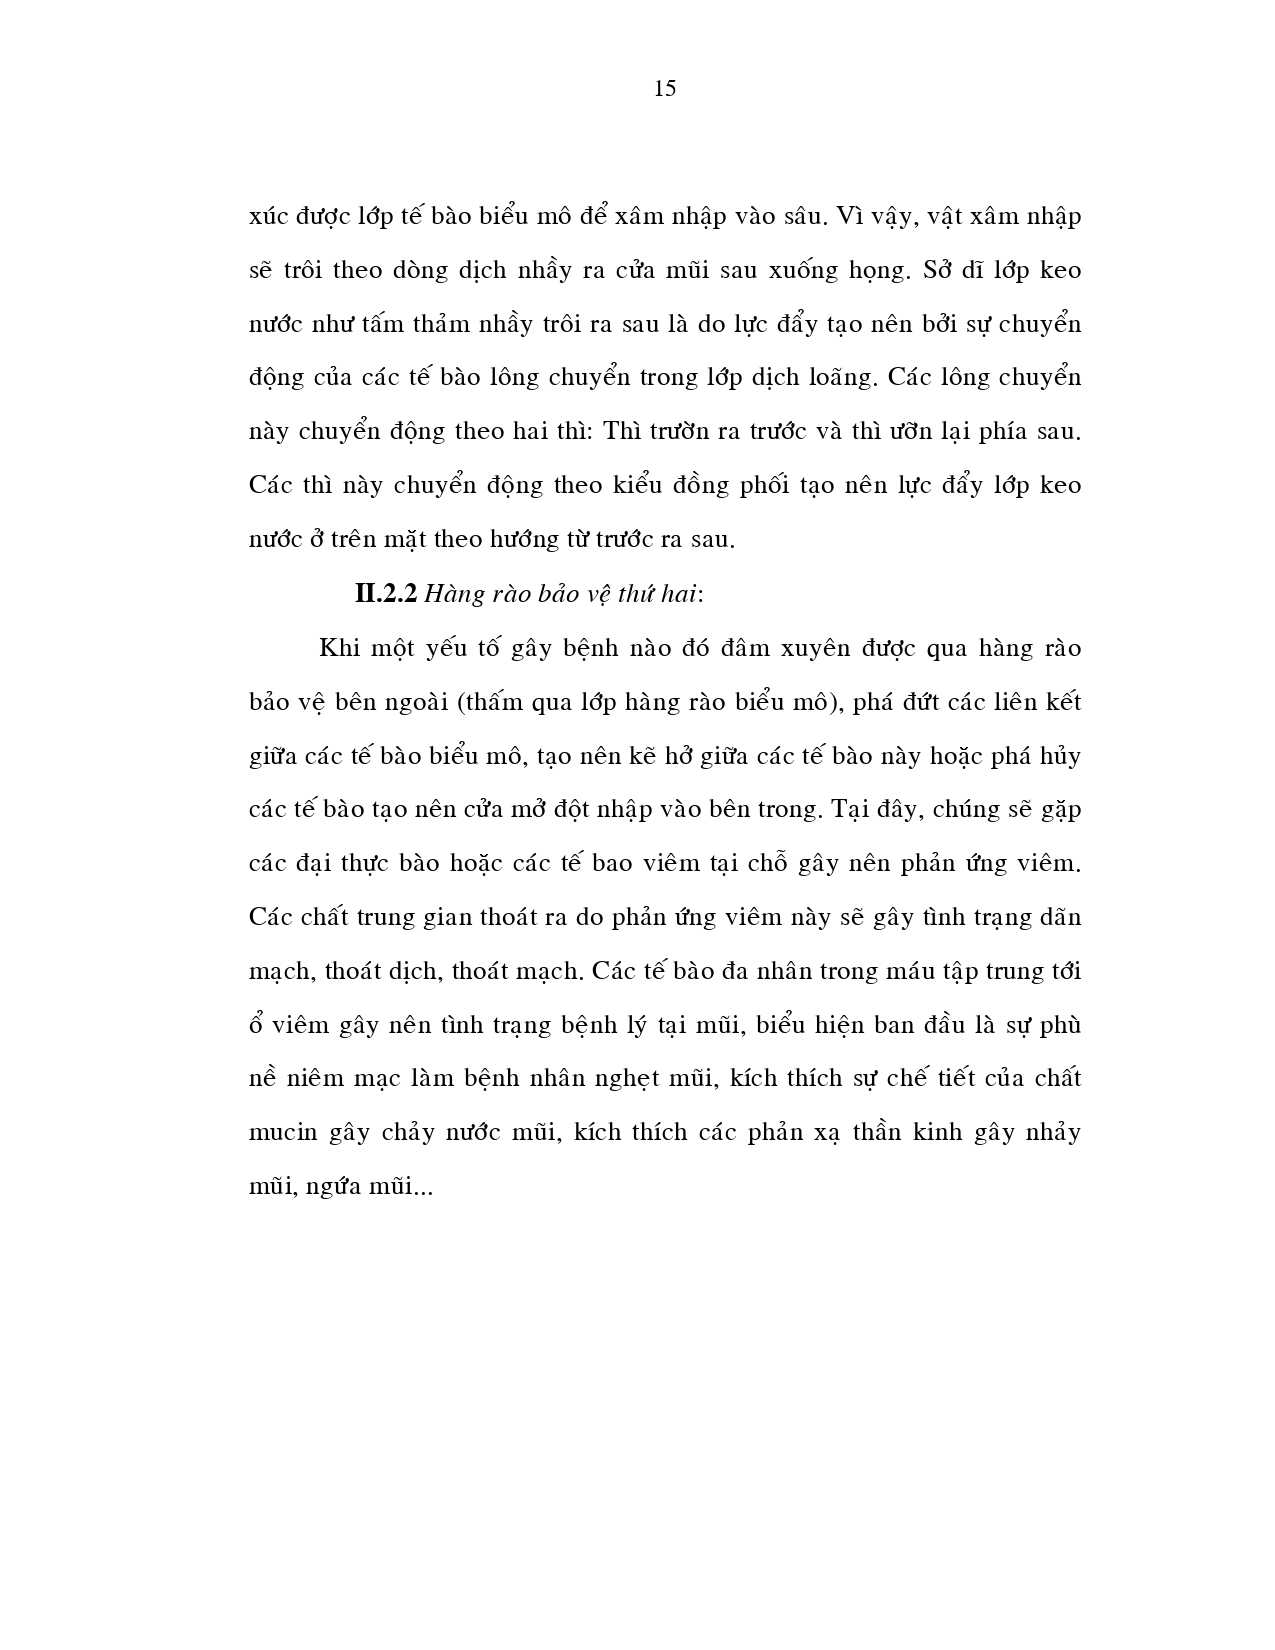 15
xúc được lớp tế bào biểu mô để xâm nhập vào sâu. Vì vậy, vật xâm nhập
sẽ trôi theo dòng dịch nhầy ra cửa mũi sau xuống họng. Sở dĩ lớp keo
nước như tấm thảm nhầy trôi ra sau là do lực đẩy tạo nên bởi sự chuyển
động của các tế bào lông chuyển trong lớp dịch loãng. Các lông chuyển
này chuyển động theo hai thì: Thì trườn ra trước và thì ưỡn lại phía sau.
Các thì này chuyển động theo kiểu đồng phối tạo nên lực đẩy lớp keo
nước ở trên mặt theo hướng từ trước ra sau.
II.2.2 Hàng rào bảo vệ thứ hai:
Khi một yếu tố gây bệnh nào đó đâm xuyên được qua hàng rào
bảo vệ bên ngoài (thấm qua lớp hàng rào biểu mô), phá đứt các liên kết
giữa các tế bào biểu mô, tạo nên kẽ hở giữa các tế bào này hoặc phá hủy
các tế bào tạo nên cửa mở đột nhập vào bên trong. Tại đây, chúng sẽ gặp
các đại thực bào hoặc các tế bao viêm tại chỗ gây nên phản ứng viêm.
Các chất trung gian thoát ra do phản ứng viêm này sẽ gây tình trạng dãn
mạch, thoát dịch, thoát mạch. Các tế bào đa nhân trong máu tập trung tới
ổ viêm gây nên tình trạng bệnh lý tại mũi, biểu hiện ban đầu là sự phù
nề niêm mạc làm bệnh nhân nghẹt mũi, kích thích sự chế tiết của chất
mucin gây chảy nước mũi, kích thích các phản xạ thần kinh gây nhảy
mũi, ngứa mũi...